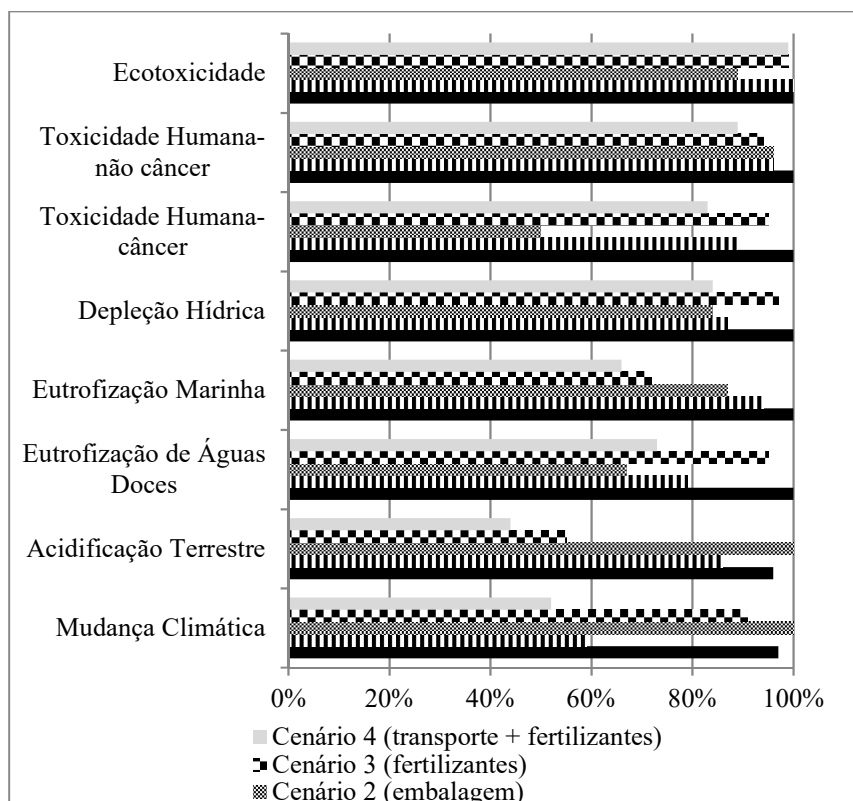 Ecotoxicidade
Toxicidade Humana-
não câncer
Toxicidade Humana-
câncer
Depleção Hídrica
Eutrofização Marinha
Eutrofização de Águas
Doces
Acidificação Terrestre
Mudança Climática
0% 20% 40% 60% 80% 100%
Cenário 4 (transporte + fertilizantes)
Cenário 3 (fertilizantes)
Cenário 2 (embalagem)